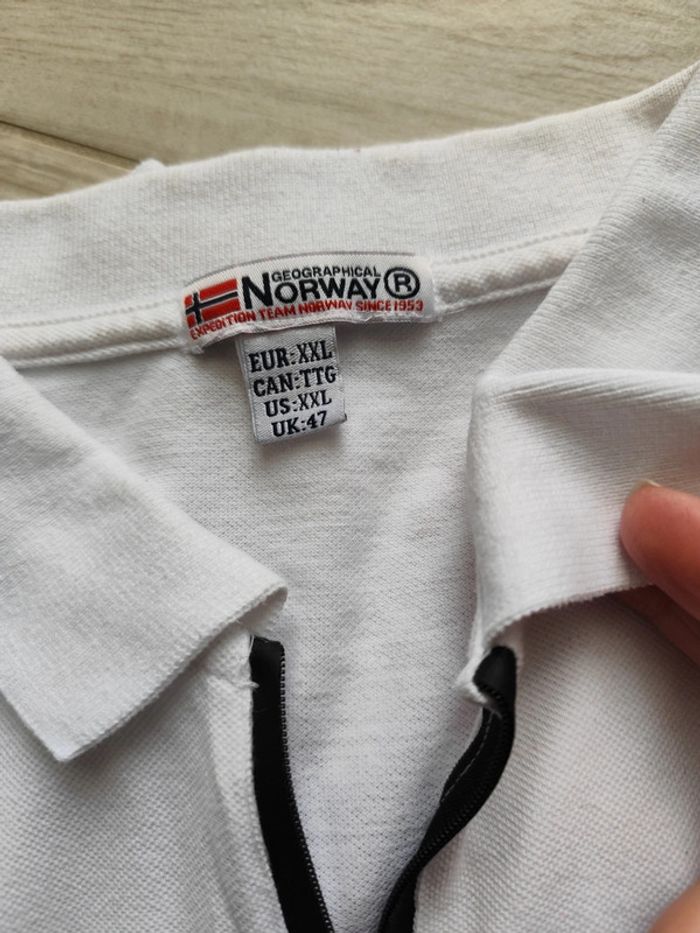 GEOGRAPHICAL
NORWAY®
EXPEDITION TEAM NORWAY SINCE 1953
EUR:XXL
CAN:TTG
US:XXL
UK:47